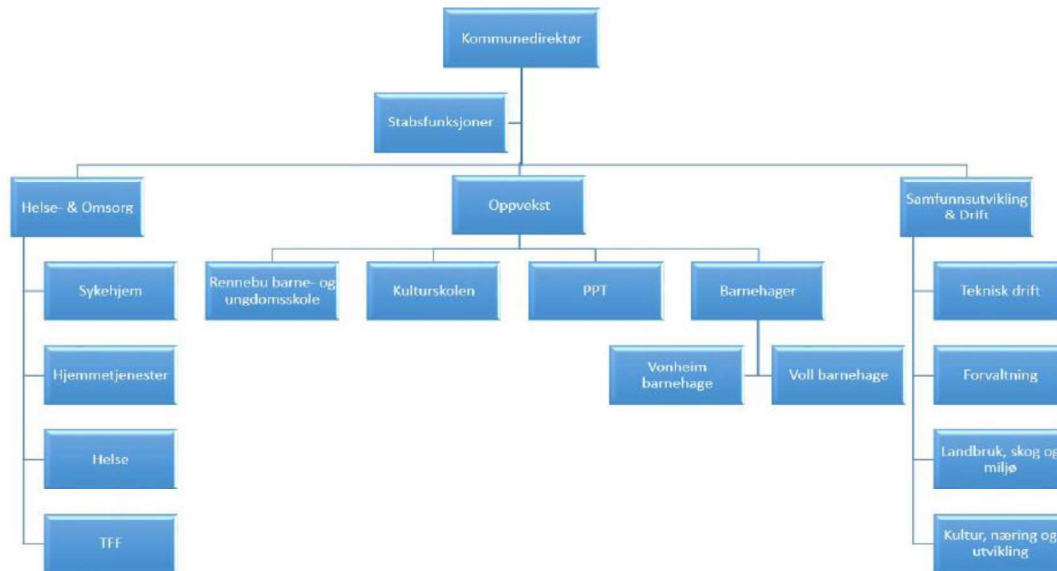 Kommunedirektør
Stabsfunksjoner
Helse- & Omsorg
Oppvekst
Samfunnsutvikling
& Drift
Sykehjem
Rennebu barne- og
ungdomsskole
Kulturskolen
PPT
Barnehager
Teknisk drift
Hjemmetjenester
Vonheim
barnehage
Voll barnehage
Forvaltning
Helse
Landbruk, skog og
miljø
TFF
Kultur, næring og
utvikling